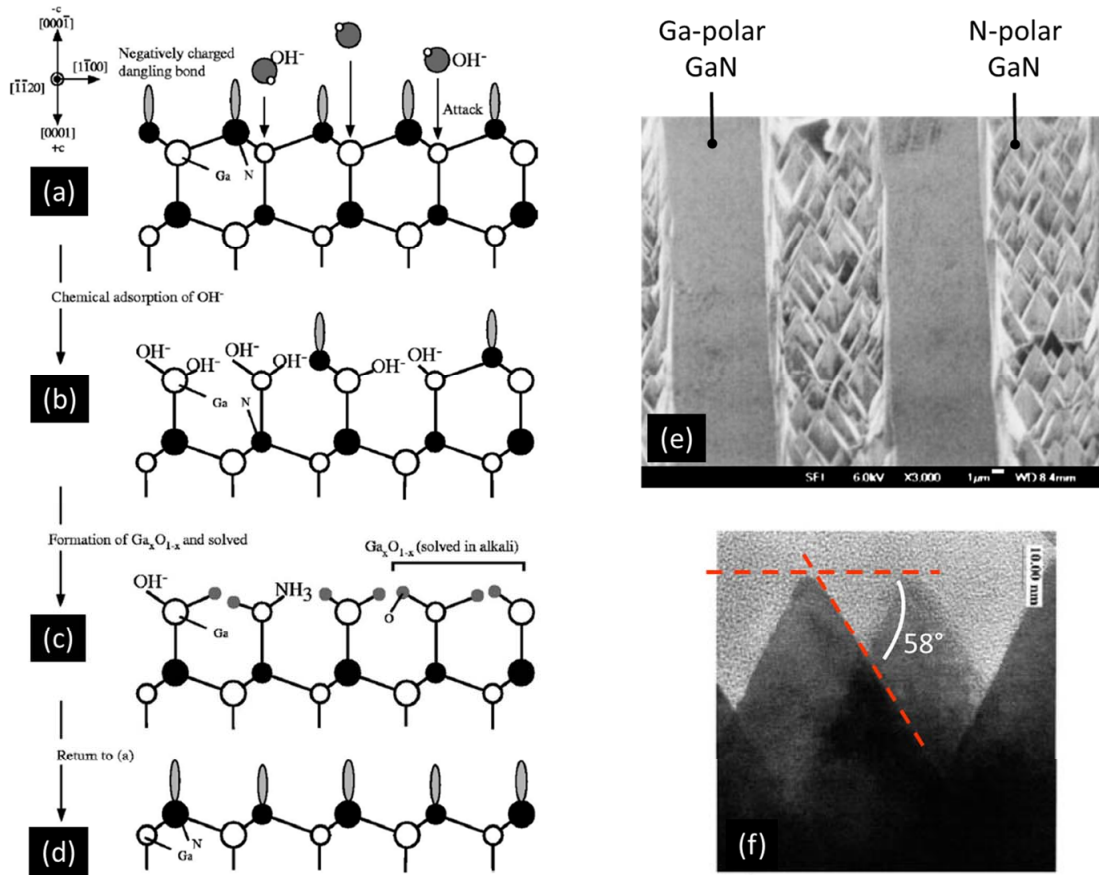 -c
[0001̄]
[11̄00]
[1̄1̄20]
[0001]
+c
Negatively charged
dangling bond
OH-
OH-
Attack
Ga
N
(a)
Chemical adsorption of OH-
OH-
OH-
OH-
OH-
OH-
OH-
Ga
N
(b)
Formation of GaxO1-x and solved
GaxO1-x (solved in alkali)
OH-
NH3
Ga
O
(c)
Return to (a)
N
Ga
(d)
Ga-polar
GaN
N-polar
GaN
(e)
SEI 6.0kV X3,000 1μm WD 8.4mm
10.00 nm
58°
(f)